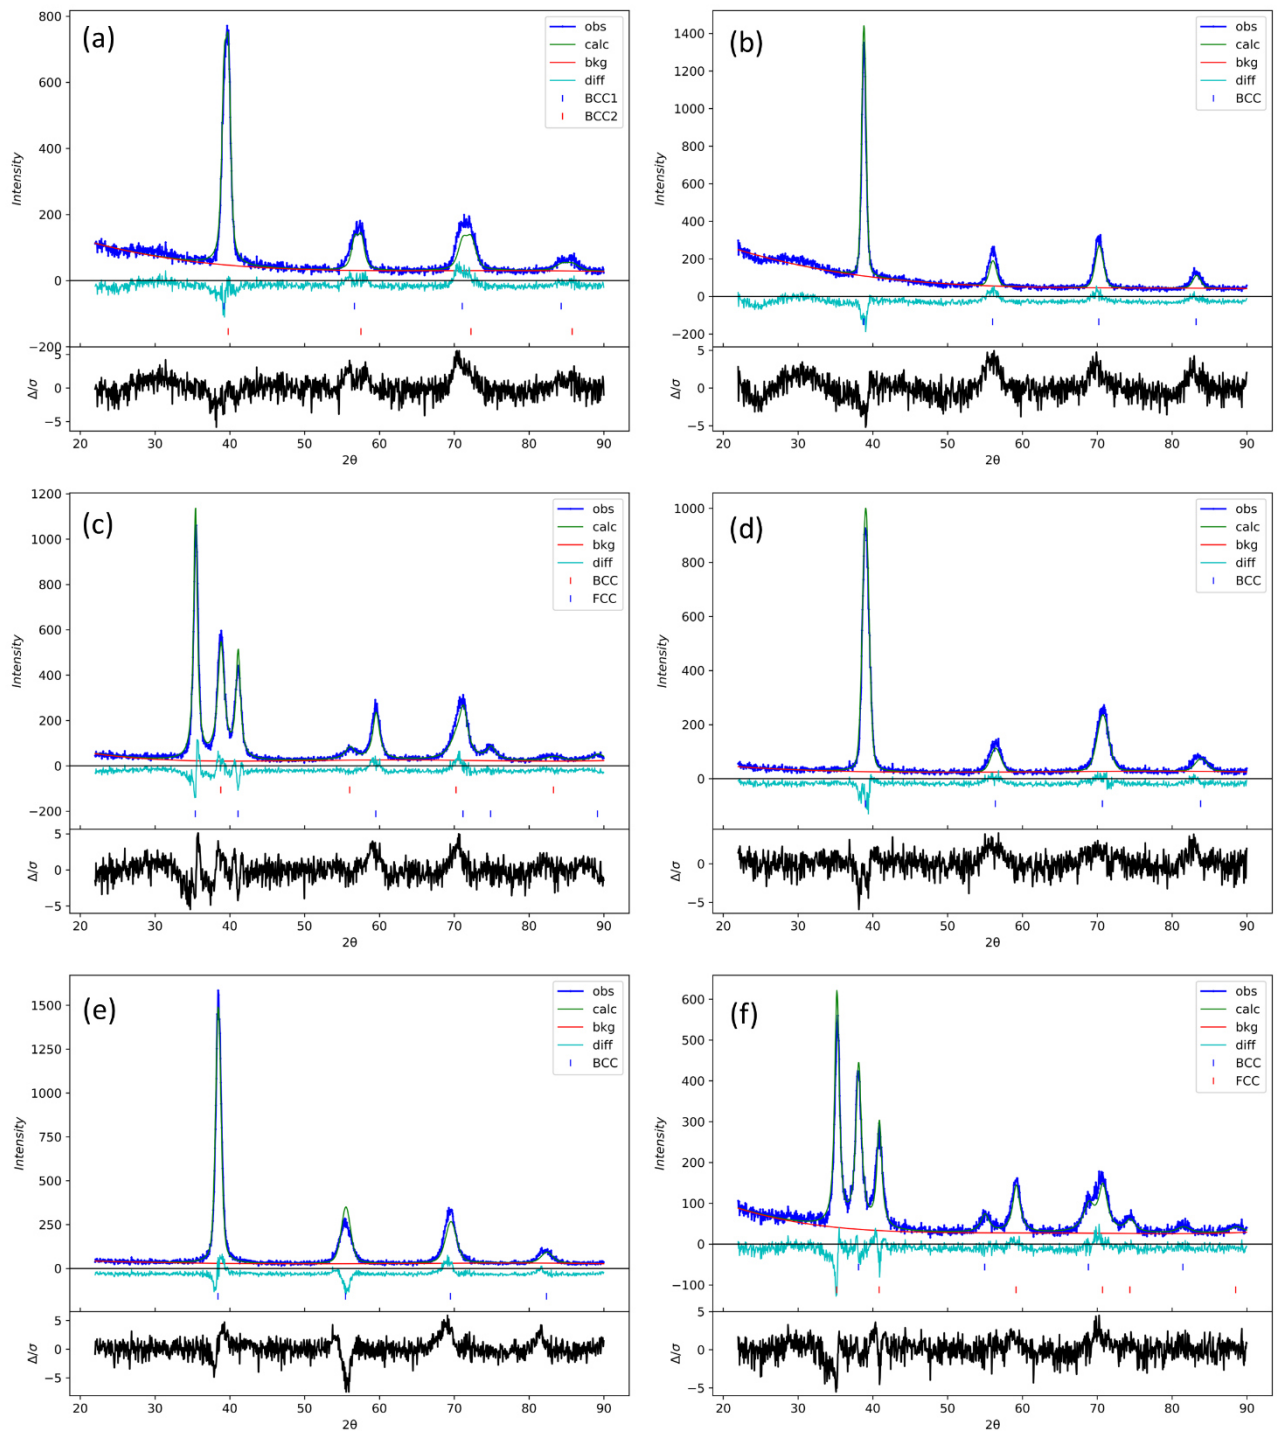 (a)
obs
calc
bkg
diff
BCC1
BCC2
Intensity
800
600
400
200
0
−200
Δ/σ
5
0
−5
20 30 40 50 60 70 80 90
2θ
(b)
obs
calc
bkg
diff
BCC
Intensity
1400
1200
1000
800
600
400
200
0
−200
Δ/σ
5
0
−5
20 30 40 50 60 70 80 90
2θ
(c)
obs
calc
bkg
diff
BCC
FCC
Intensity
1200
1000
800
600
400
200
0
−200
Δ/σ
5
0
−5
20 30 40 50 60 70 80 90
2θ
(d)
obs
calc
bkg
diff
BCC
Intensity
1000
800
600
400
200
0
Δ/σ
0
−5
20 30 40 50 60 70 80 90
2θ
(e)
obs
calc
bkg
diff
BCC
Intensity
1500
1250
1000
750
500
250
0
Δ/σ
5
0
−5
20 30 40 50 60 70 80 90
2θ
(f)
obs
calc
bkg
diff
BCC
FCC
Intensity
600
500
400
300
200
100
0
−100
Δ/σ
5
0
−5
20 30 40 50 60 70 80 90
2θ